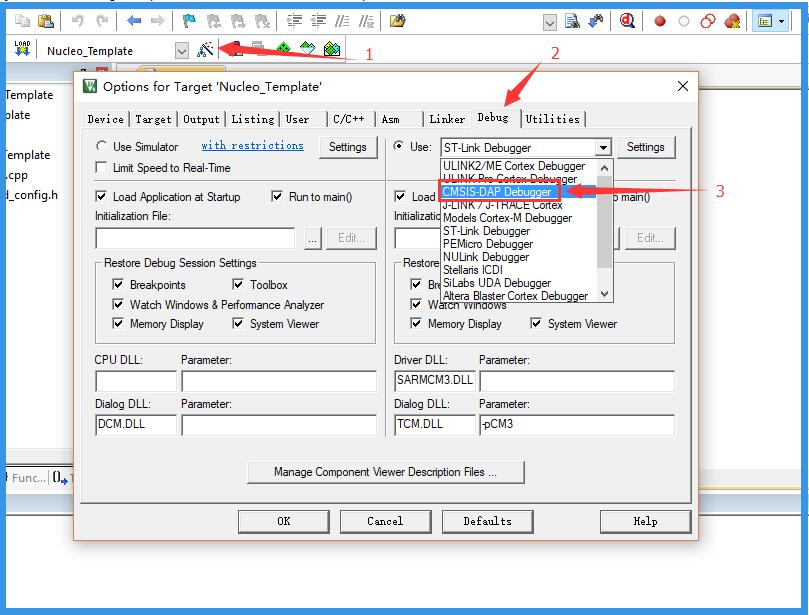 LOAD
Nucleo_Template
1
2
Template
plate
emplate
.cpp
d_config.h
Options for Target 'Nucleo_Template'
Device Target Output Listing User C/C++ Asm Linker Debug Utilities
Use Simulator with restrictions Settings
Use: ST-Link Debugger Settings
Limit Speed to Real-Time
ULINK2/ME Cortex Debugger
ULINK Pro Cortex Debugger
CMSIS-DAP Debugger
3
J-LINK / J-TRACE Cortex
Models Cortex-M Debugger
ST-Link Debugger
PEMicro Debugger
NULink Debugger
Stellaris ICDI
SiLabs UDA Debugger
Altera Blaster Cortex Debugger
Load Application at Startup Run to main()
Loa o main()
Initialization File:
Initializatio
... Edit...
Edit...
Restore Debug Session Settings
Restore
Breakpoints Toolbox
Bre
Watch Windows & Performance Analyzer
Watch Windows
Memory Display System Viewer
Memory Display System Viewer
CPU DLL: Parameter:
Driver DLL: Parameter:
SARMCM3.DLL
Dialog DLL: Parameter:
Dialog DLL: Parameter:
DCM.DLL
TCM.DLL -pCM3
Manage Component Viewer Description Files ...
Func... {}
OK Cancel Defaults Help